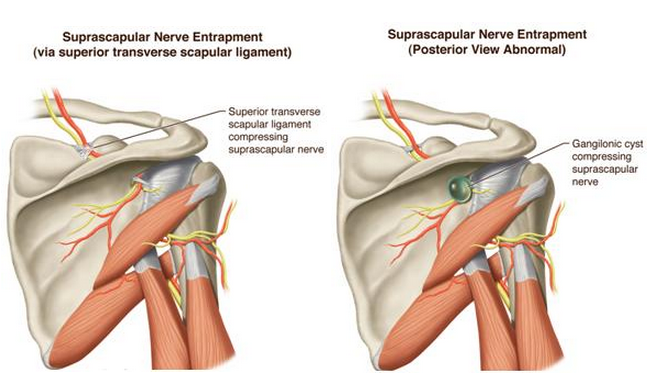 Suprascapular Nerve Entrapment
(via superior transverse scapular ligament)
Superior transverse
scapular ligament
compressing
suprascapular nerve
Suprascapular Nerve Entrapment
(Posterior View Abnormal)
Gangilonic cyst
compressing
suprascapular
nerve